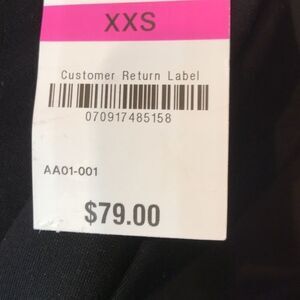 XXS
Customer Return Label
070917485158
AA01-001
$79.00